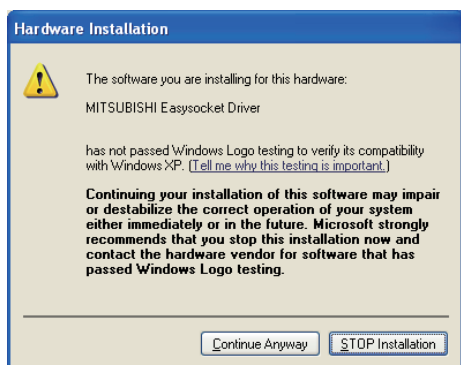 Hardware Installation
The software you are installing for this hardware:
MITSUBISHI Easysocket Driver
has not passed Windows Logo testing to verify its compatibility
with Windows XP. (Tell me why this testing is important.)
Continuing your installation of this software may impair
or destabilize the correct operation of your system
either immediately or in the future. Microsoft strongly
recommends that you stop this installation now and
contact the hardware vendor for software that has
passed Windows Logo testing.
Continue Anyway STOP Installation